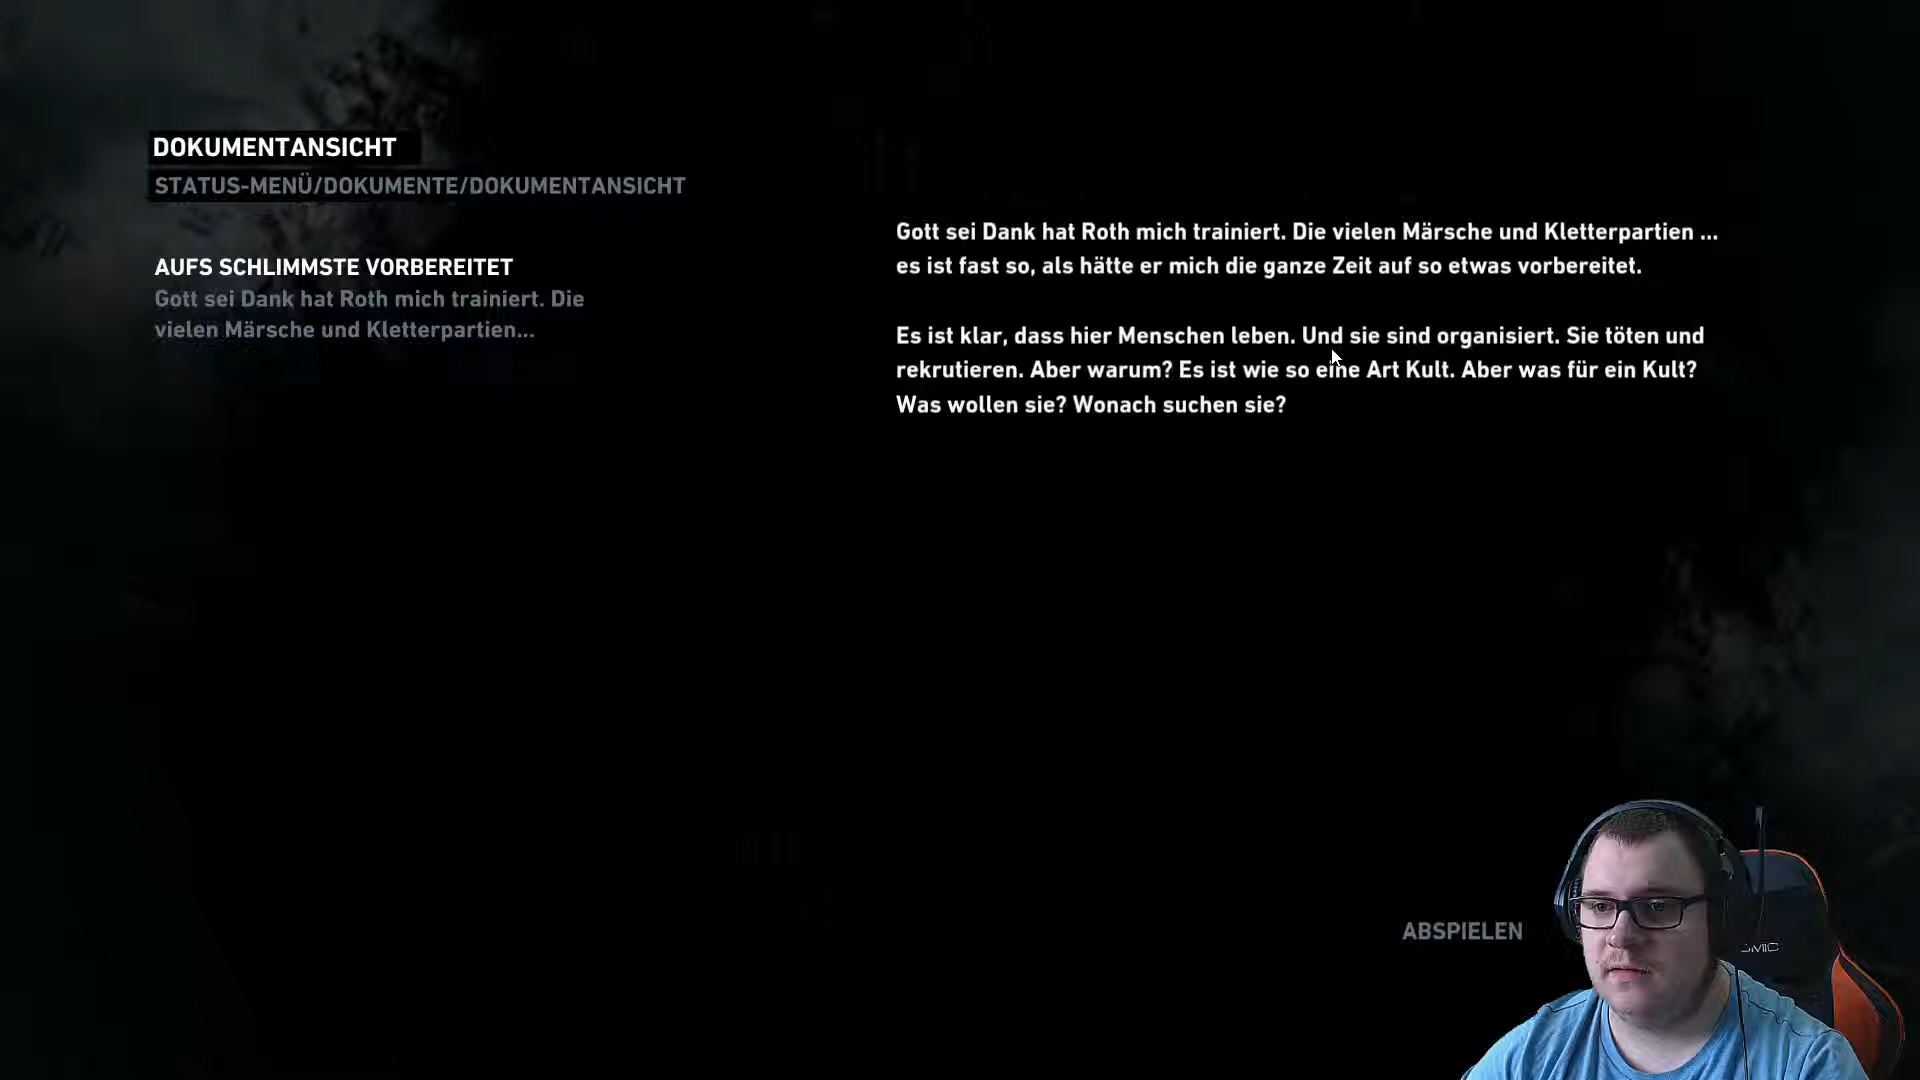 DOKUMENTANSICHT
STATUS-MENÜ/DOKUMENTE/DOKUMENTANSICHT
AUFS SCHLIMMSTE VORBEREITET
Gott sei Dank hat Roth mich trainiert. Die
vielen Märsche und Kletterpartien...
Gott sei Dank hat Roth mich trainiert. Die vielen Märsche und Kletterpartien ...
es ist fast so, als hätte er mich die ganze Zeit auf so etwas vorbereitet.
Es ist klar, dass hier Menschen leben. Und sie sind organisiert. Sie töten und
rekrutieren. Aber warum? Es ist wie so eine Art Kult. Aber was für ein Kult?
Was wollen sie? Wonach suchen sie?
ABSPIELEN